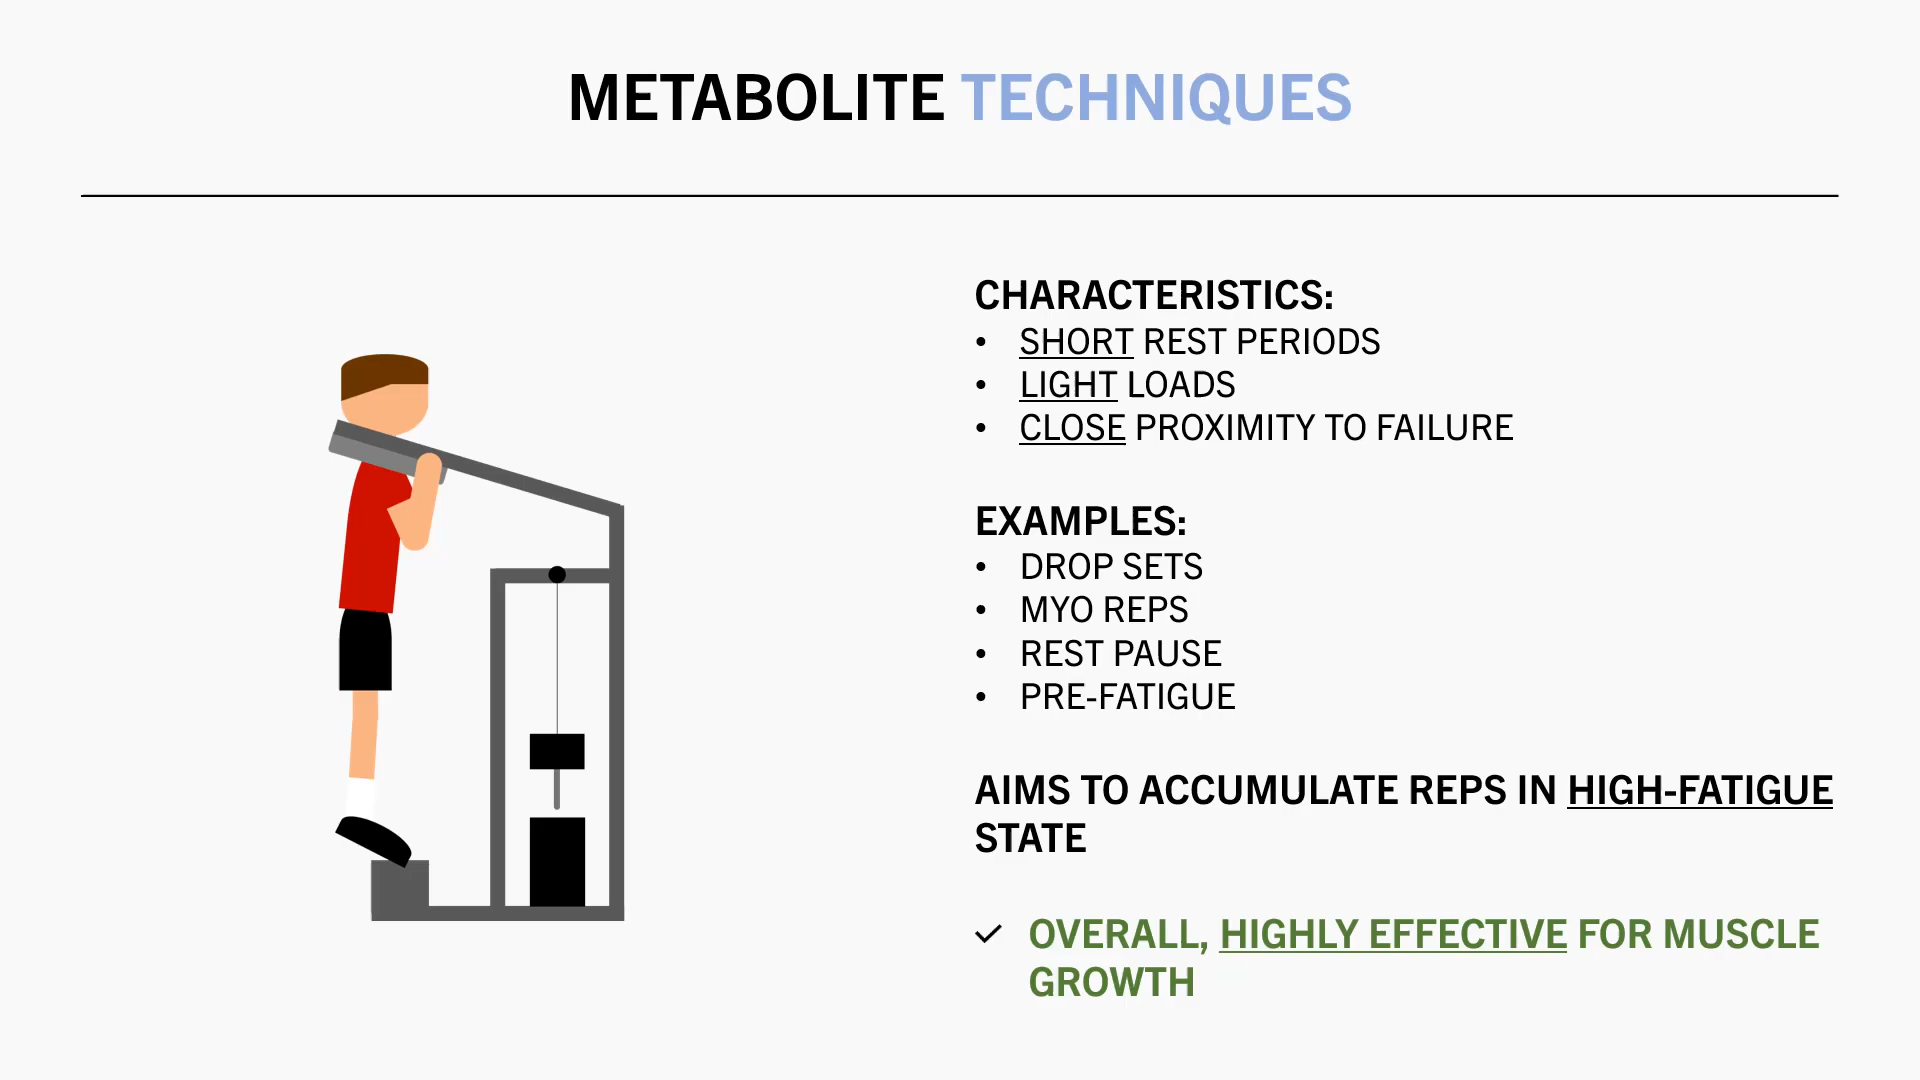 METABOLITE TECHNIQUES
CHARACTERISTICS:
• SHORT REST PERIODS
• LIGHT LOADS
• CLOSE PROXIMITY TO FAILURE
EXAMPLES:
• DROP SETS
• MYO REPS
• REST PAUSE
• PRE-FATIGUE
AIMS TO ACCUMULATE REPS IN HIGH-FATIGUE
STATE
✓ OVERALL, HIGHLY EFFECTIVE FOR MUSCLE
GROWTH